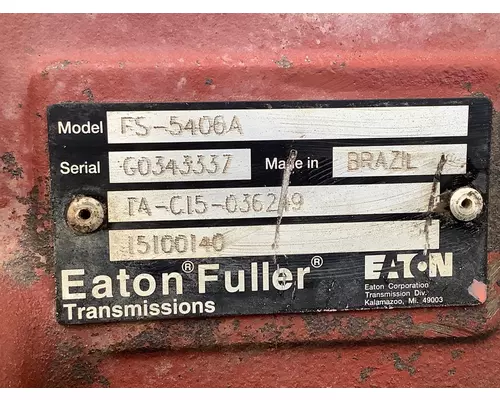 Model FS-5406A
Serial G0343337 Made in BRAZIL
TA-C15-036249
15100140
Eaton® Fuller® EATON
Transmissions
Eaton Corporation
Transmission Div.
Kalamazoo, Mi. 49003